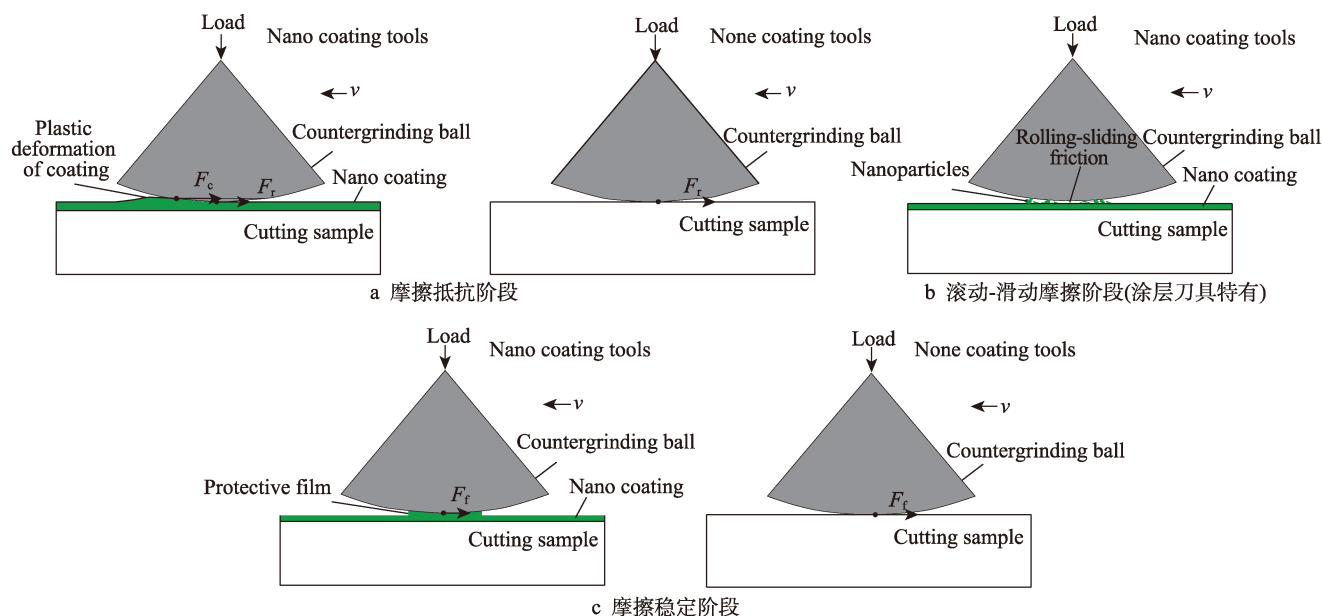 Load
Nano coating tools
v
Plastic
deformation
of coating
Countergrinding ball
Fc
Fr
Nano coating
Cutting sample
Load
None coating tools
v
Countergrinding ball
Fr
Cutting sample
a 摩擦抵抗阶段
Load
Nano coating tools
v
Rolling-sliding
friction
Countergrinding ball
Nanoparticles
Nano coating
Cutting sample
b 滚动-滑动摩擦阶段(涂层刀具特有)
Load
Nano coating tools
v
Countergrinding ball
Protective film
Ff
Nano coating
Cutting sample
Load
None coating tools
v
Countergrinding ball
Ff
Cutting sample
c 摩擦稳定阶段